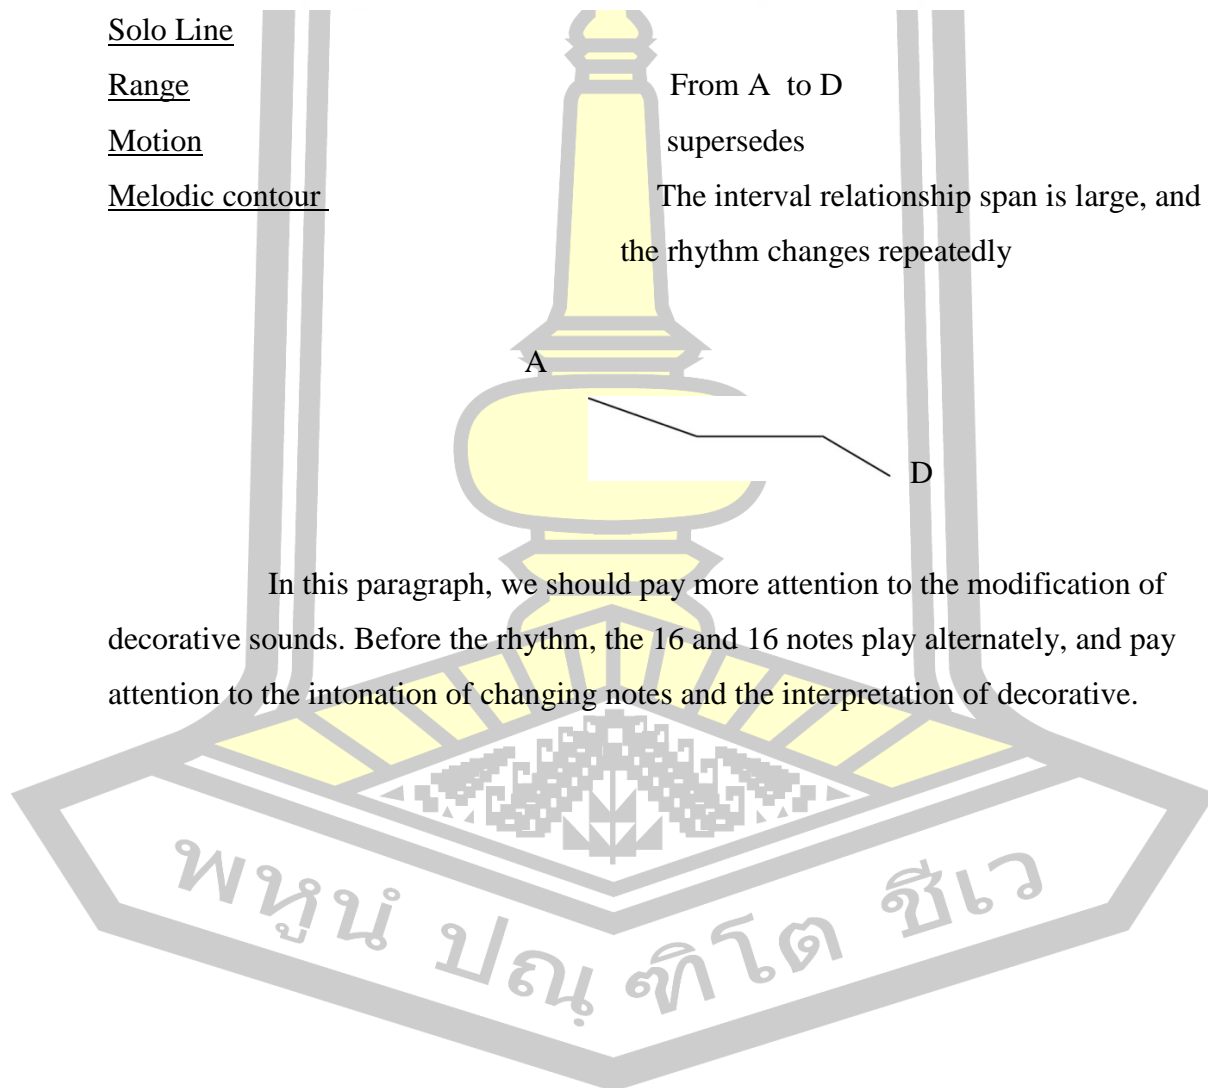 Solo Line
Range From A to D
Motion supersedes
Melodic contour The interval relationship span is large, and
the rhythm changes repeatedly
A
D
In this paragraph, we should pay more attention to the modification of
decorative sounds. Before the rhythm, the 16 and 16 notes play alternately, and pay
attention to the intonation of changing notes and the interpretation of decorative.
พหูนํ ปณฺฑิโต ชีเว